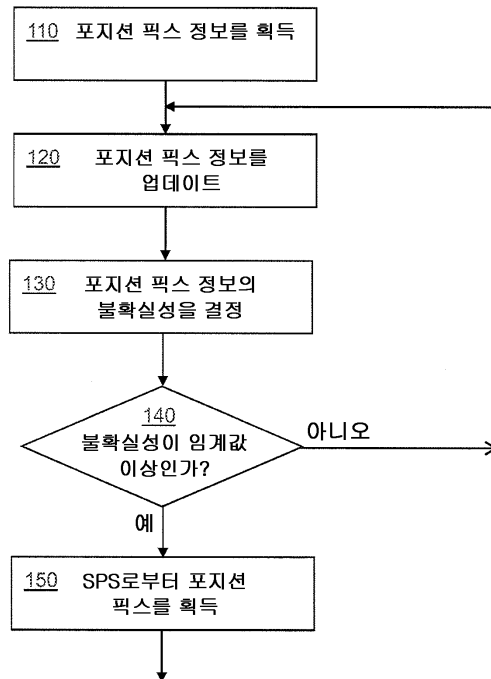 110 포지션 픽스 정보를 획득
120 포지션 픽스 정보를
업데이트
130 포지션 픽스 정보의
불확실성을 결정
140
불확실성이 임계값
이상인가?
아니오
예
150 SPS로부터 포지션
픽스를 획득